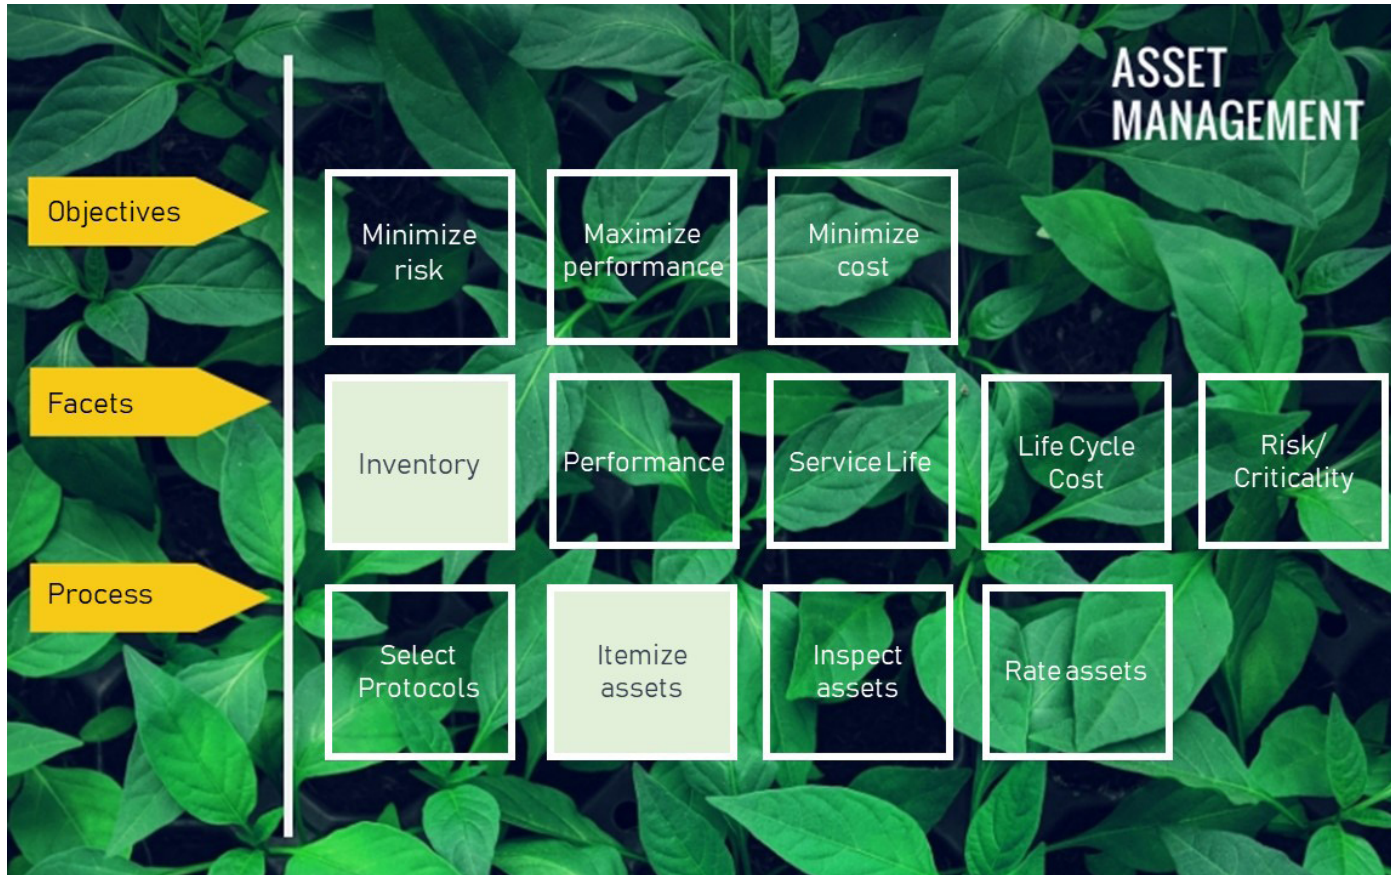 ASSET
MANAGEMENT
Objectives
Minimize
risk
Maximize
performance
Minimize
cost
Facets
Inventory
Performance
Service Life
Life Cycle
Cost
Risk/
Criticality
Process
Select
Protocols
Itemize
assets
Inspect
assets
Rate assets